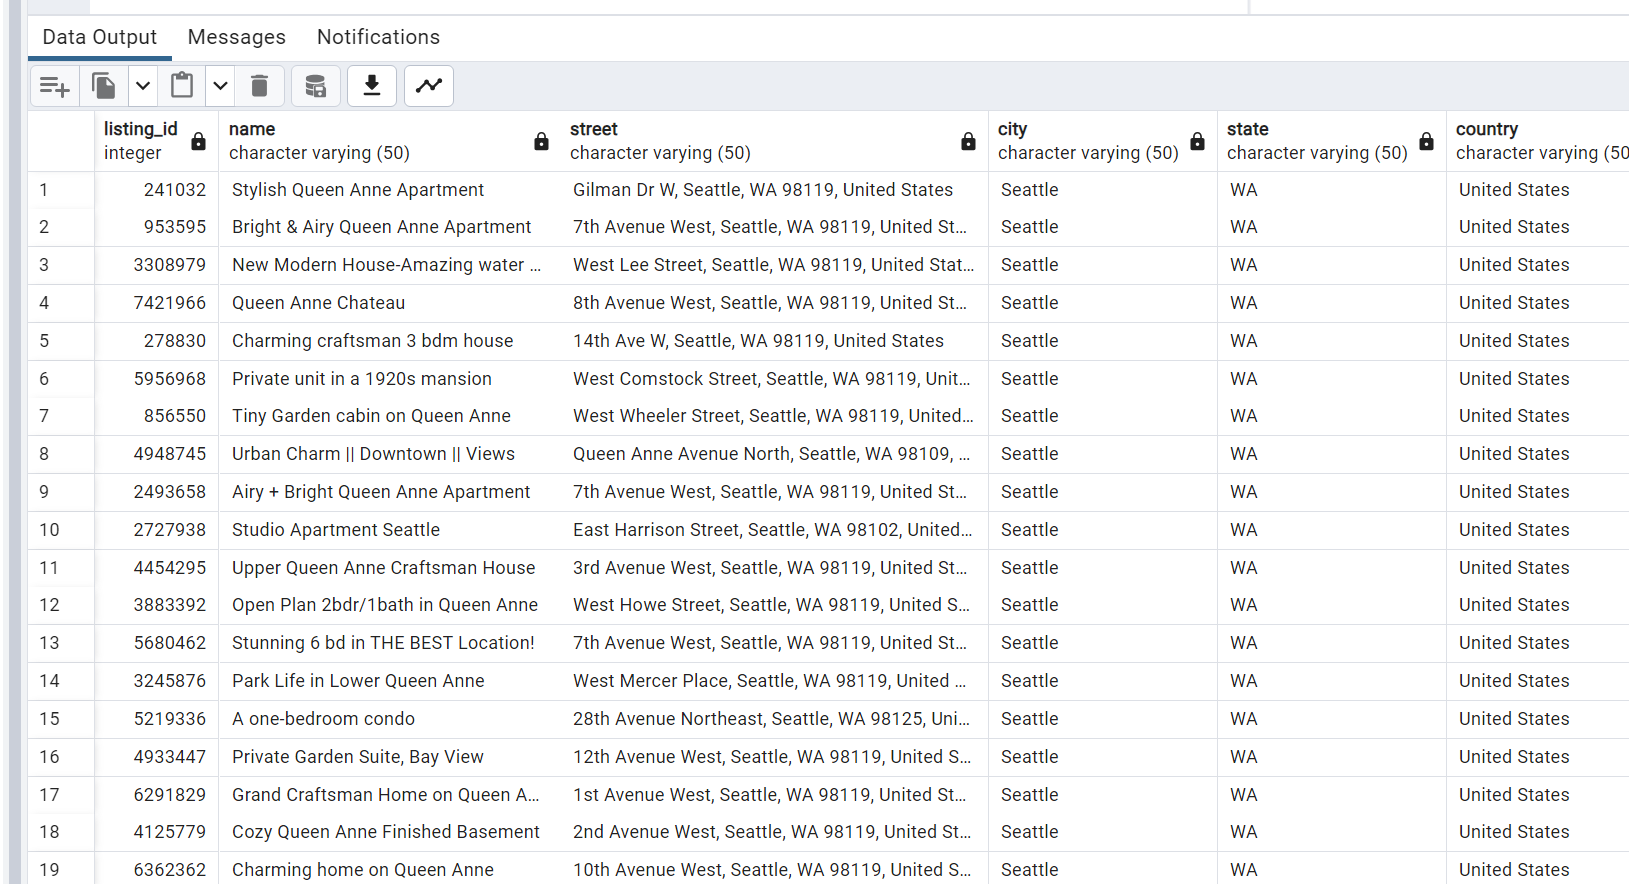 Data Output Messages Notifications
listing_id name street city state country
integer character varying (50) character varying (50) character varying (50) character varying (50) character varying (50
1 241032 Stylish Queen Anne Apartment Gilman Dr W, Seattle, WA 98119, United States Seattle WA United States
2 953595 Bright & Airy Queen Anne Apartment 7th Avenue West, Seattle, WA 98119, United St... Seattle WA United States
3 3308979 New Modern House-Amazing water ... West Lee Street, Seattle, WA 98119, United Stat... Seattle WA United States
4 7421966 Queen Anne Chateau 8th Avenue West, Seattle, WA 98119, United St... Seattle WA United States
5 278830 Charming craftsman 3 bdm house 14th Ave W, Seattle, WA 98119, United States Seattle WA United States
6 5956968 Private unit in a 1920s mansion West Comstock Street, Seattle, WA 98119, Unit... Seattle WA United States
7 856550 Tiny Garden cabin on Queen Anne West Wheeler Street, Seattle, WA 98119, United... Seattle WA United States
8 4948745 Urban Charm || Downtown || Views Queen Anne Avenue North, Seattle, WA 98109, ... Seattle WA United States
9 2493658 Airy + Bright Queen Anne Apartment 7th Avenue West, Seattle, WA 98119, United St... Seattle WA United States
10 2727938 Studio Apartment Seattle East Harrison Street, Seattle, WA 98102, United... Seattle WA United States
11 4454295 Upper Queen Anne Craftsman House 3rd Avenue West, Seattle, WA 98119, United St... Seattle WA United States
12 3883392 Open Plan 2bdr/1bath in Queen Anne West Howe Street, Seattle, WA 98119, United S... Seattle WA United States
13 5680462 Stunning 6 bd in THE BEST Location! 7th Avenue West, Seattle, WA 98119, United St... Seattle WA United States
14 3245876 Park Life in Lower Queen Anne West Mercer Place, Seattle, WA 98119, United ... Seattle WA United States
15 5219336 A one-bedroom condo 28th Avenue Northeast, Seattle, WA 98125, Uni... Seattle WA United States
16 4933447 Private Garden Suite, Bay View 12th Avenue West, Seattle, WA 98119, United S... Seattle WA United States
17 6291829 Grand Craftsman Home on Queen A... 1st Avenue West, Seattle, WA 98119, United St... Seattle WA United States
18 4125779 Cozy Queen Anne Finished Basement 2nd Avenue West, Seattle, WA 98119, United St... Seattle WA United States
19 6362362 Charming home on Queen Anne 10th Avenue West, Seattle, WA 98119, United S... Seattle WA United States